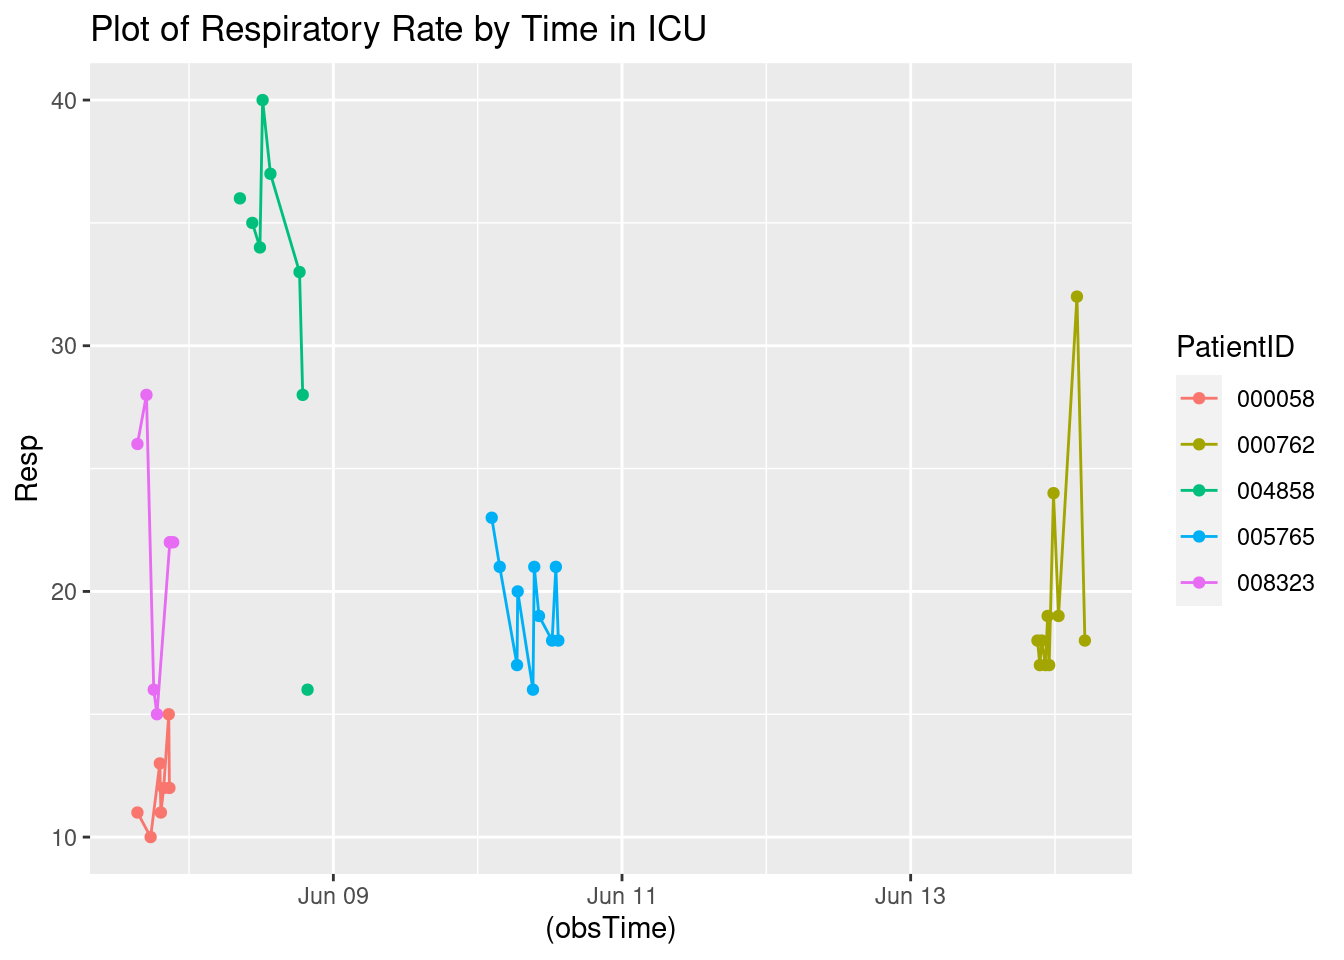 Plot of Respiratory Rate by Time in ICU
40
30
20
10
Resp
Jun 09
Jun 11
Jun 13
(obsTime)
PatientID
000058
000762
004858
005765
008323